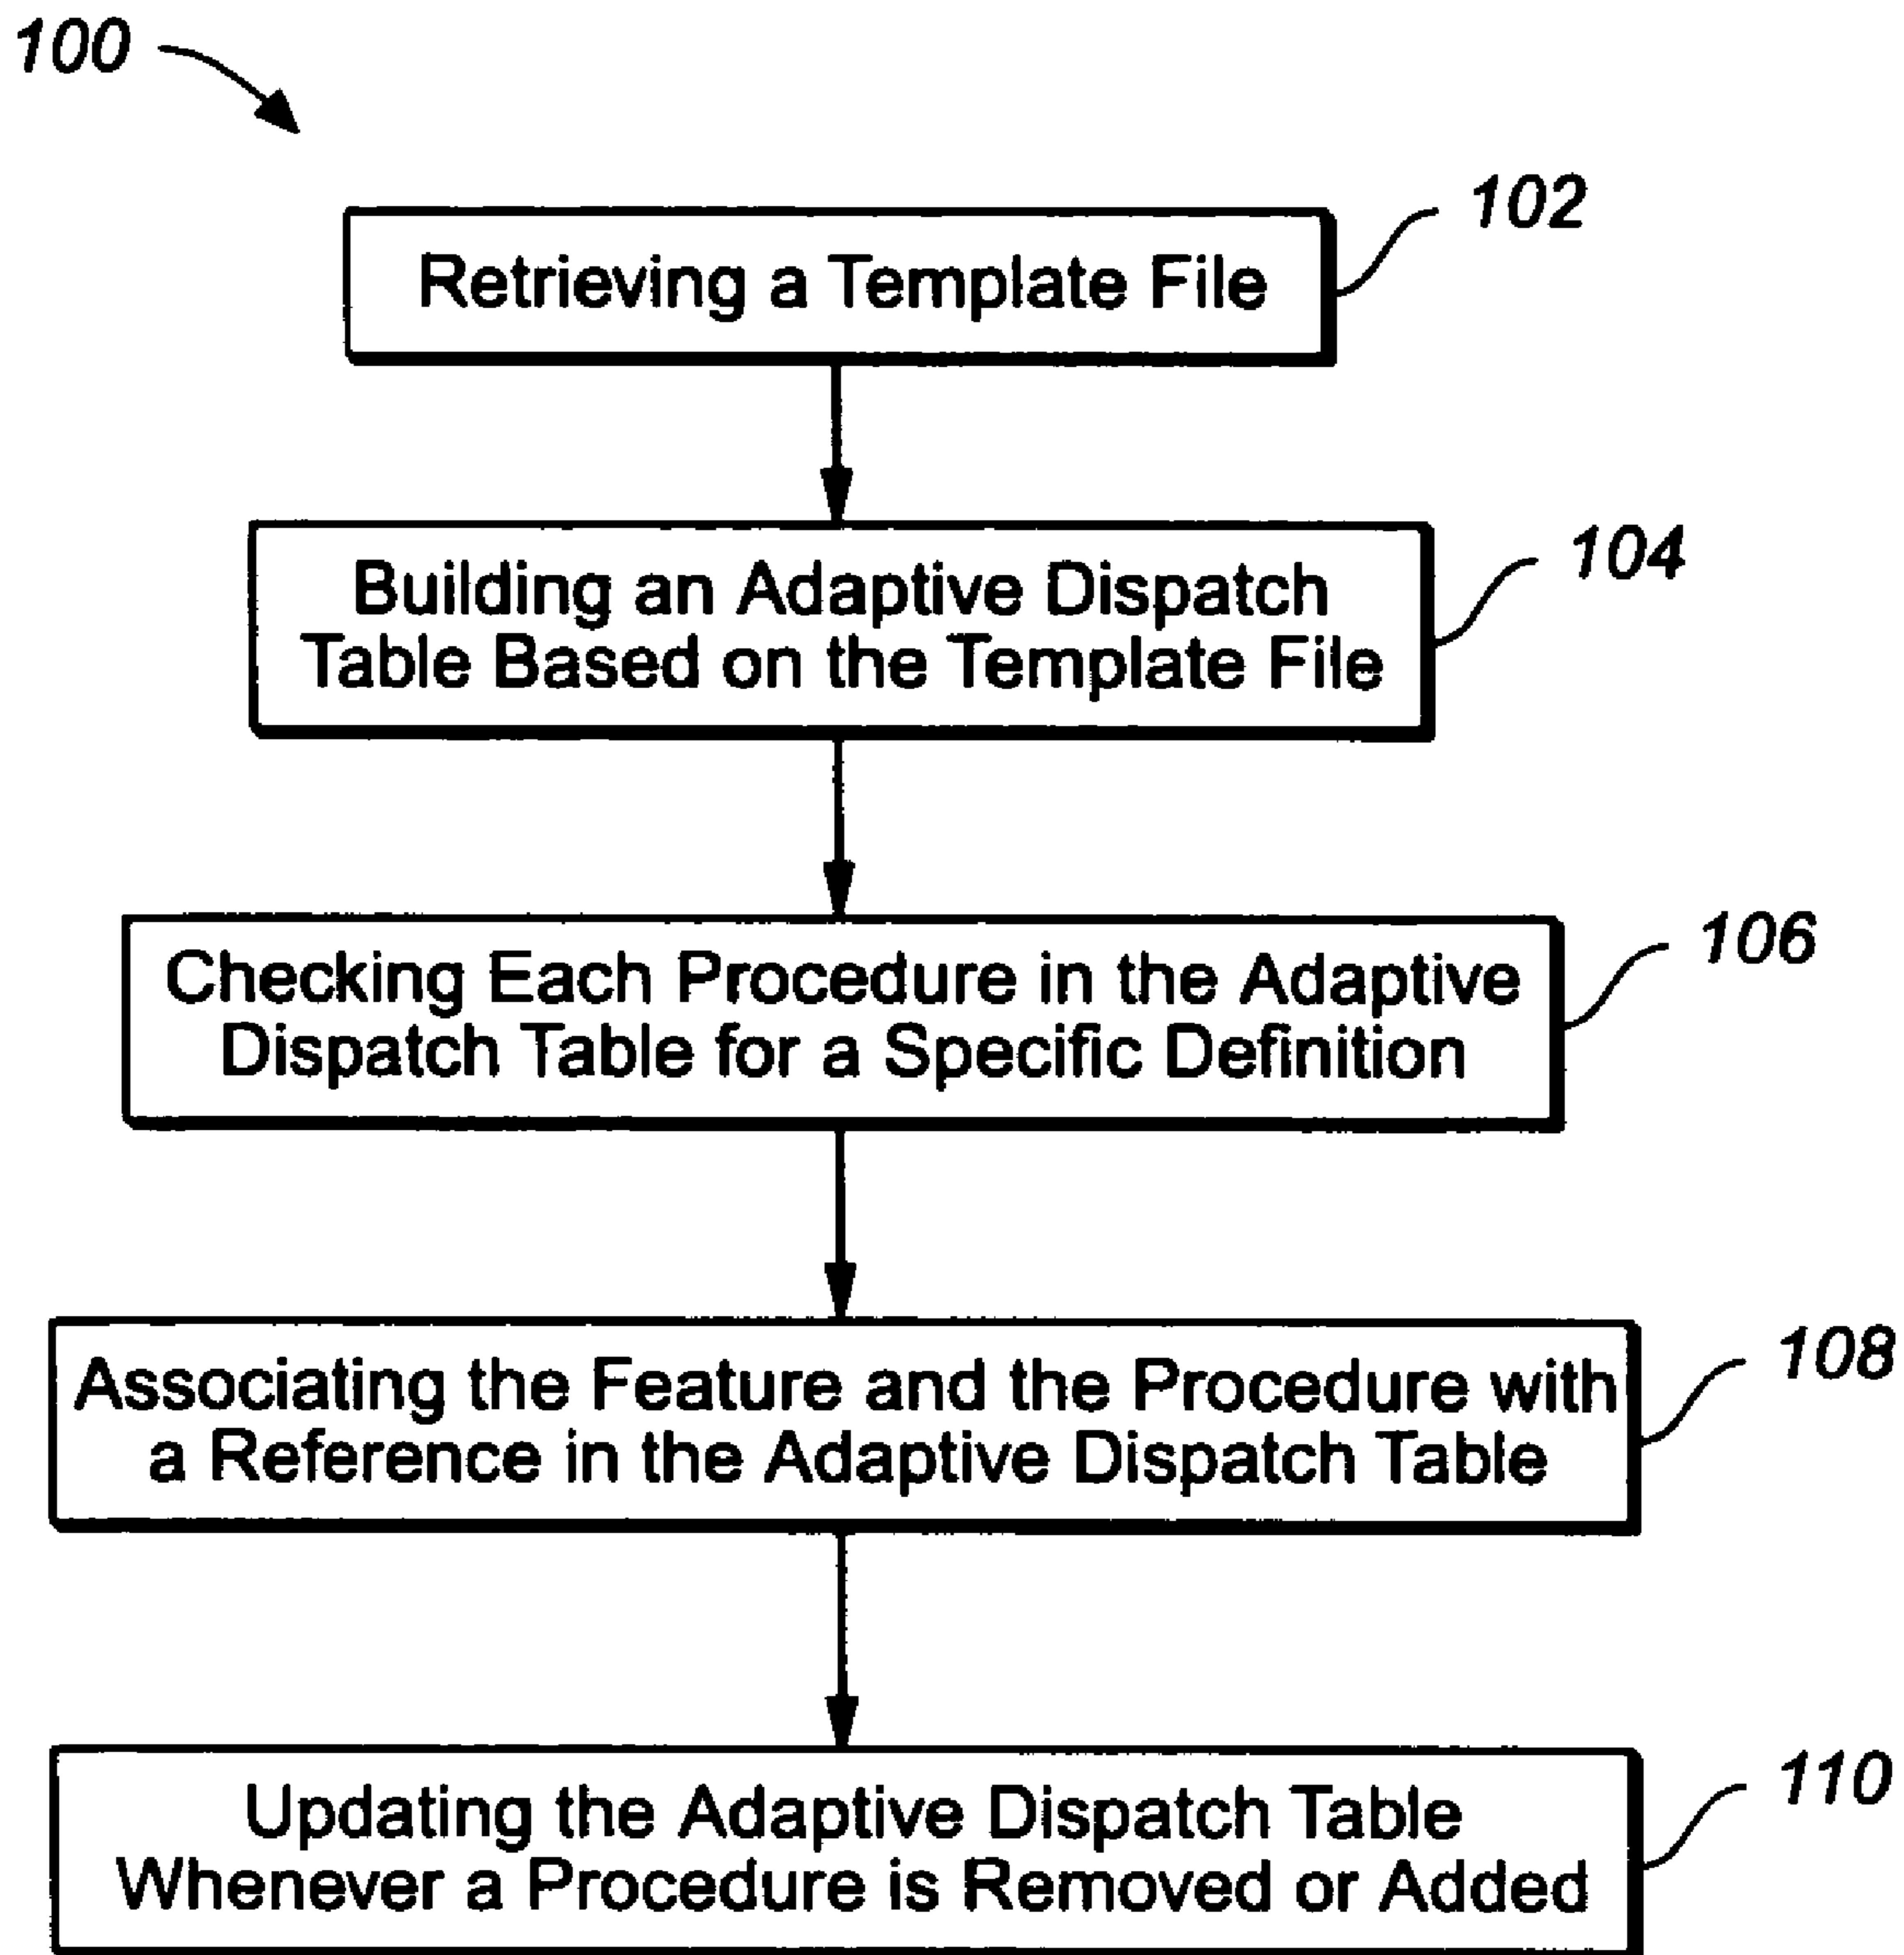 100
102
Retrieving a Template File
104
Building an Adaptive Dispatch
Table Based on the Template File
106
Checking Each Procedure in the Adaptive
Dispatch Table for a Specific Definition
108
Associating the Feature and the Procedure with
a Reference in the Adaptive Dispatch Table
110
Updating the Adaptive Dispatch Table
Whenever a Procedure is Removed or Added